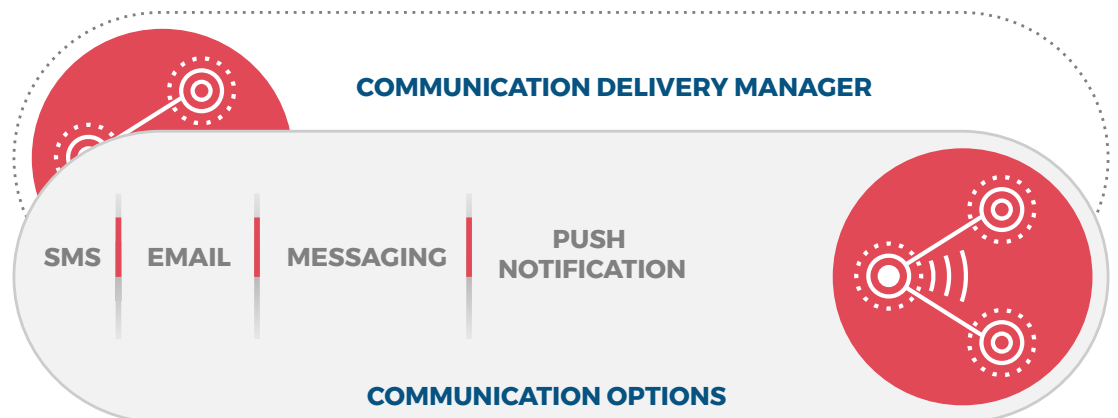 COMMUNICATION DELIVERY MANAGER
SMS
EMAIL
MESSAGING
PUSH
NOTIFICATION
COMMUNICATION OPTIONS